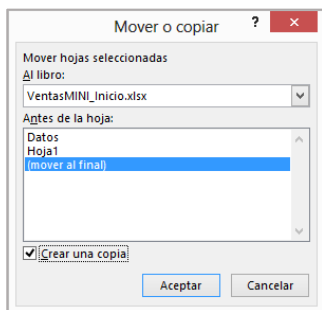 Mover o copiar ? ×
Mover hojas seleccionadas
Al libro:
VentasMINI_Inicio.xlsx
Antes de la hoja:
Datos
Hoja1
(mover al final)
Crear una copia
Aceptar Cancelar